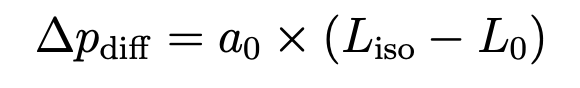 Δp_diff = a_0 × (L_iso − L_0)